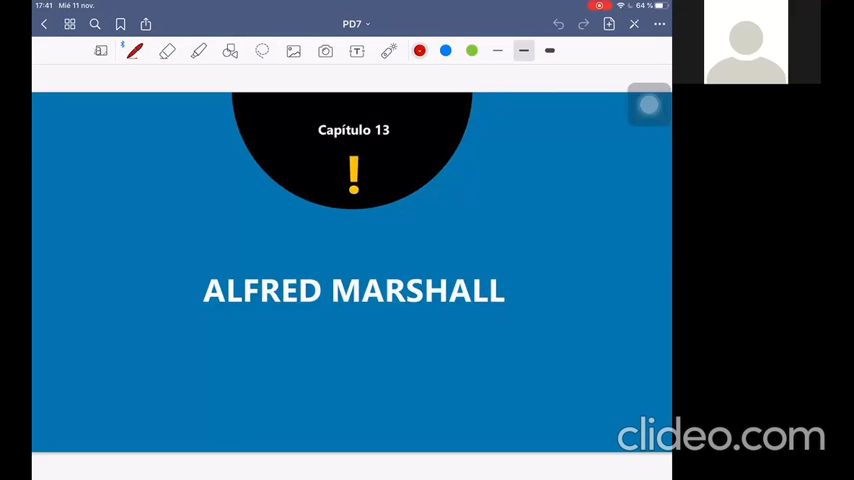 17:41 Mié 11 nov. 64 %
PD7
T
Capítulo 13
!
ALFRED MARSHALL
clideo.com